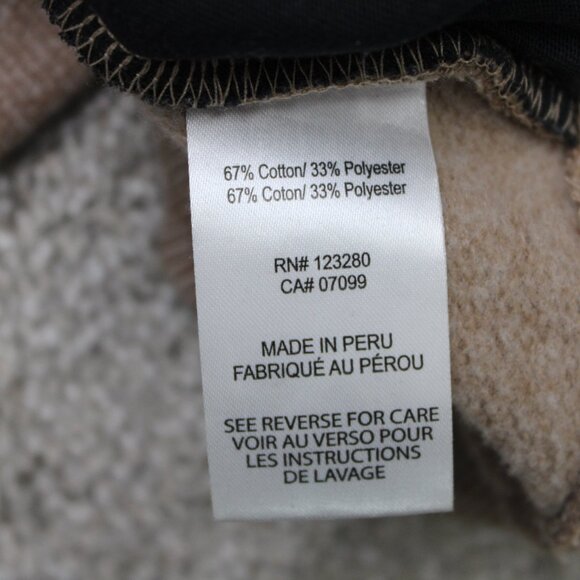 67% Cotton/ 33% Polyester
67% Coton/ 33% Polyester
RN# 123280
CA# 07099
MADE IN PERU
FABRIQUÉ AU PÉROU
SEE REVERSE FOR CARE
VOIR AU VERSO POUR
LES INSTRUCTIONS
DE LAVAGE